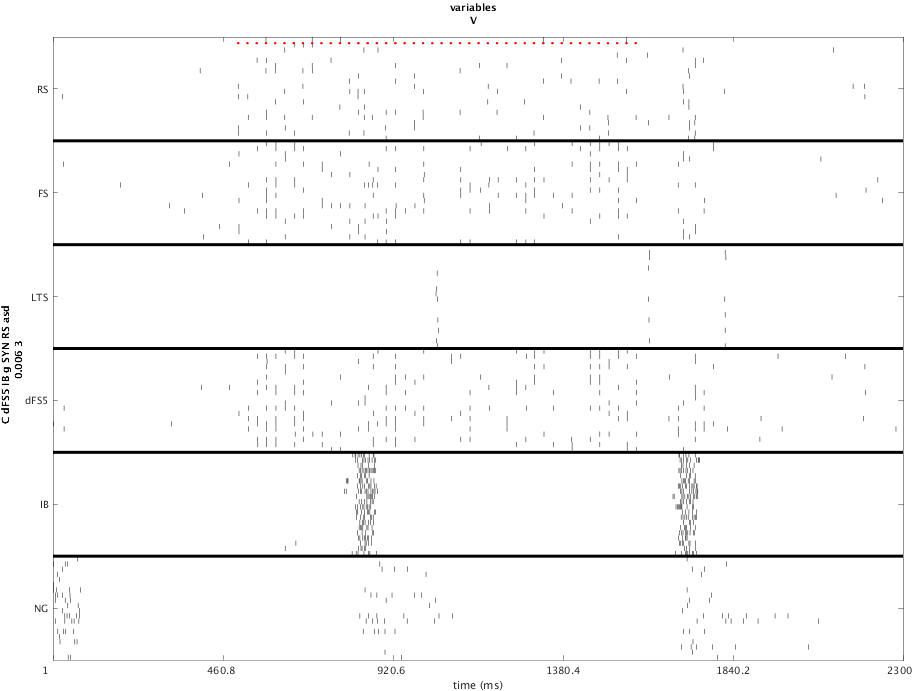 variables
V
RS
FS
LTS
dFS5
IB
NG
C dFS5 IB g SYN RS asd
0.006 3
1
460.8
920.6
1380.4
1840.2
2300
time (ms)